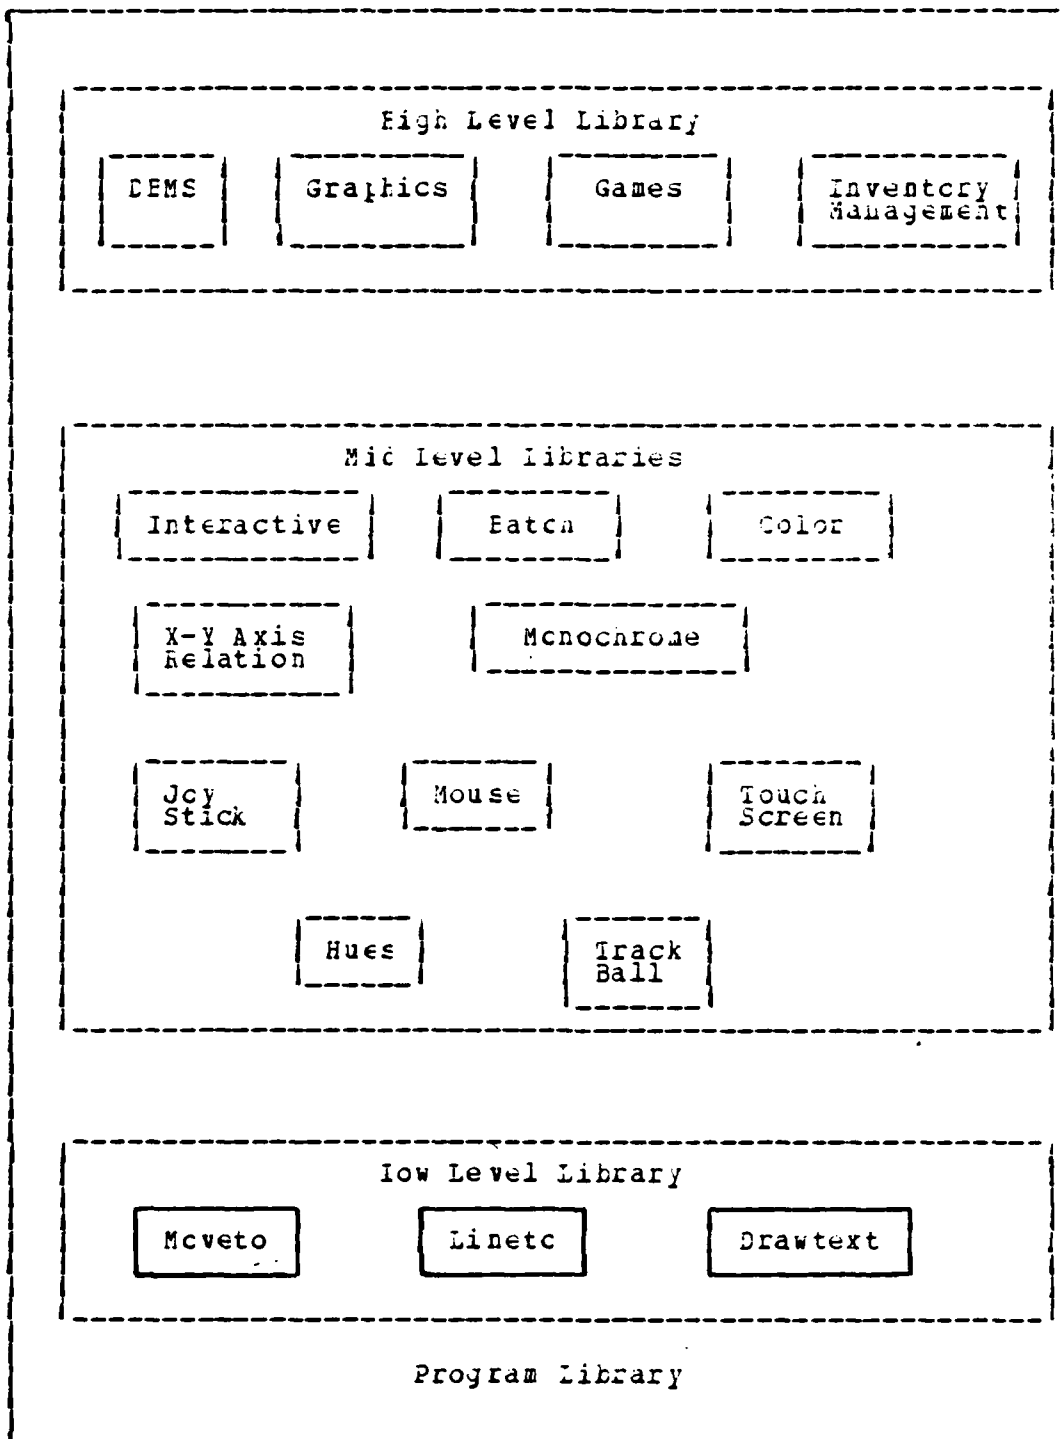 High Level Library
DBMS Graphics Games Inventory
Management
Mid Level Libraries
Interactive Batch Color
X-Y Axis
Relation
Monochrome
Joy
Stick
Mouse
Touch
Screen
Hues
Track
Ball
Low Level Library
Moveto Lineto Drawtext
Program Library